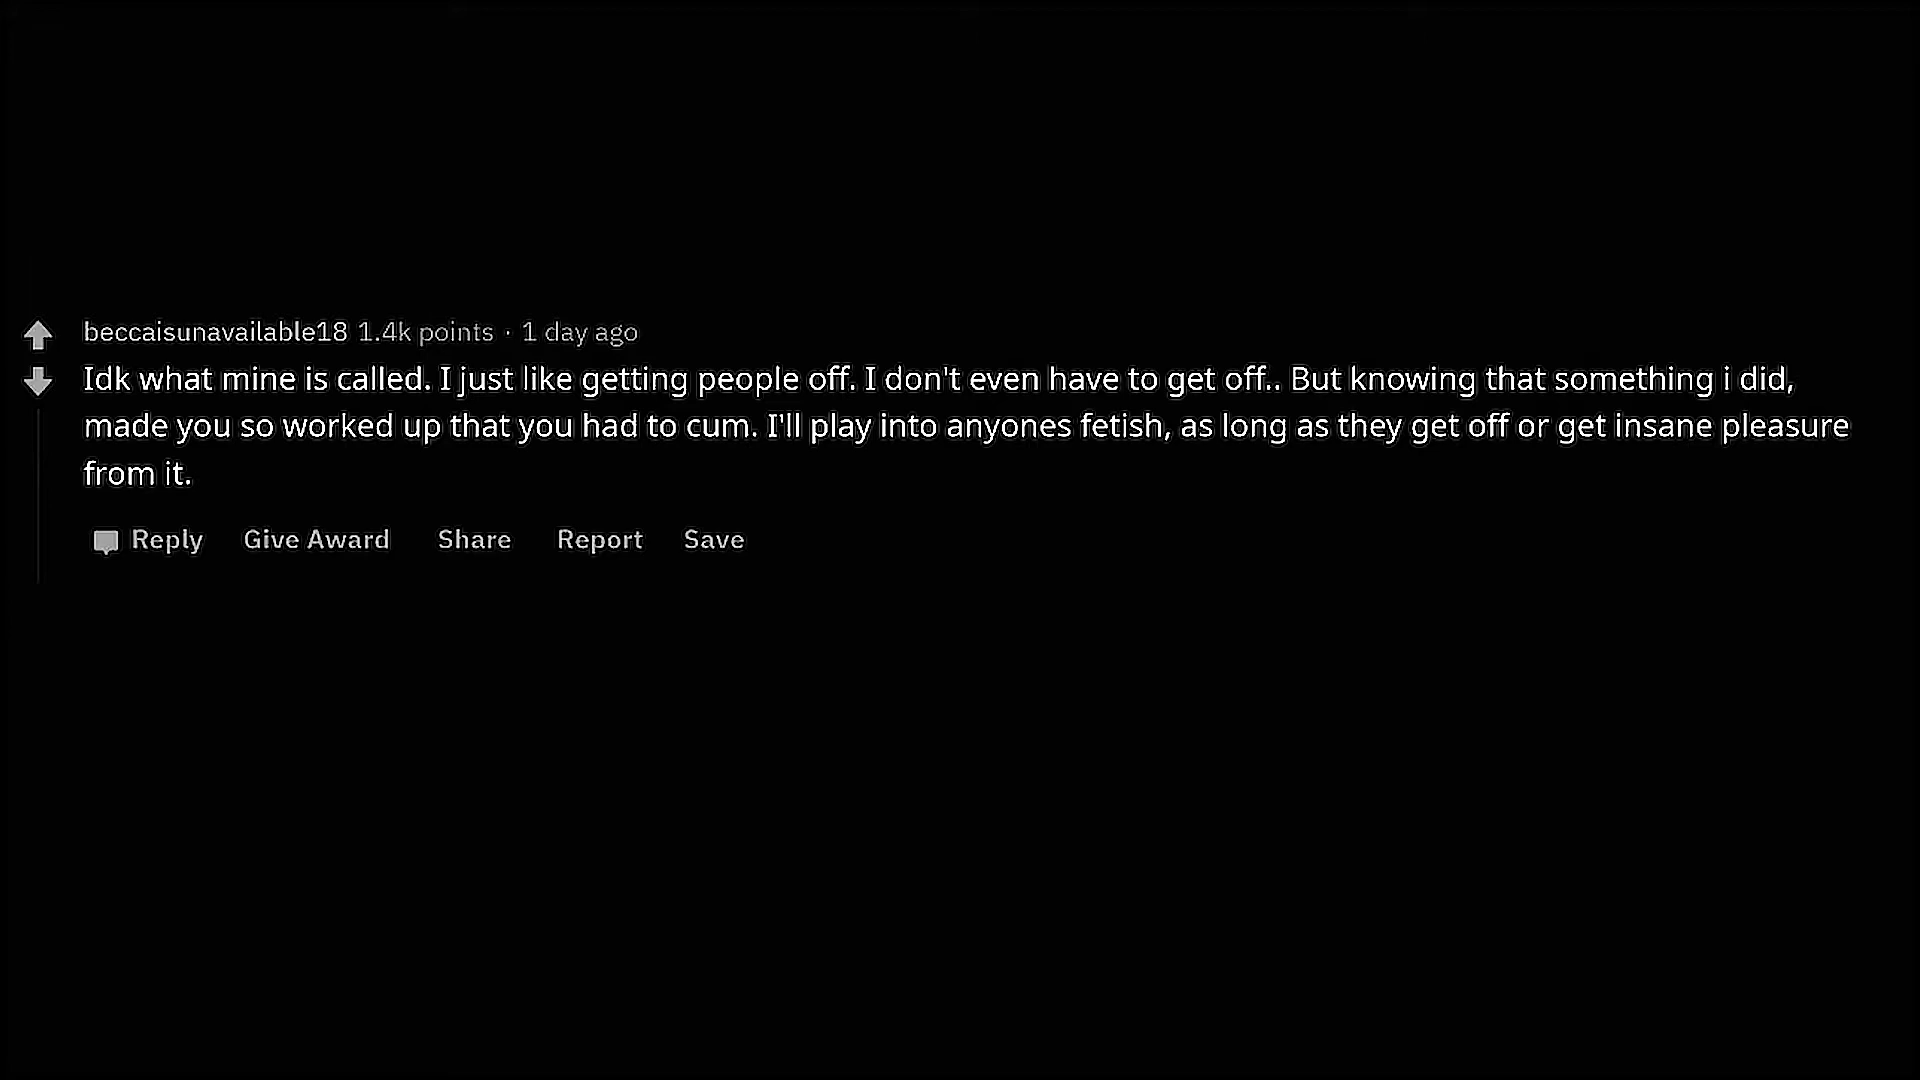 beccaisunavailable18 1.4k points · 1 day ago
Idk what mine is called. I just like getting people off. I don't even have to get off.. But knowing that something i did,
made you so worked up that you had to cum. I'll play into anyones fetish, as long as they get off or get insane pleasure
from it.
Reply Give Award Share Report Save